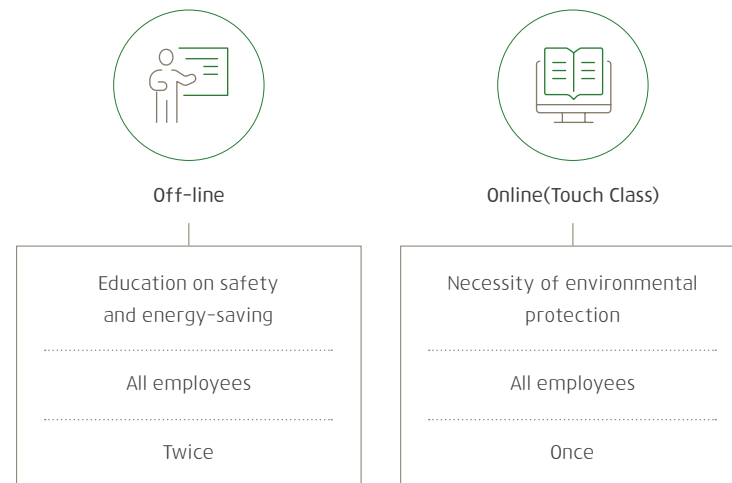 Off-line
Education on safety
and energy-saving
All employees
Twice
Online(Touch Class)
Necessity of environmental
protection
All employees
Once